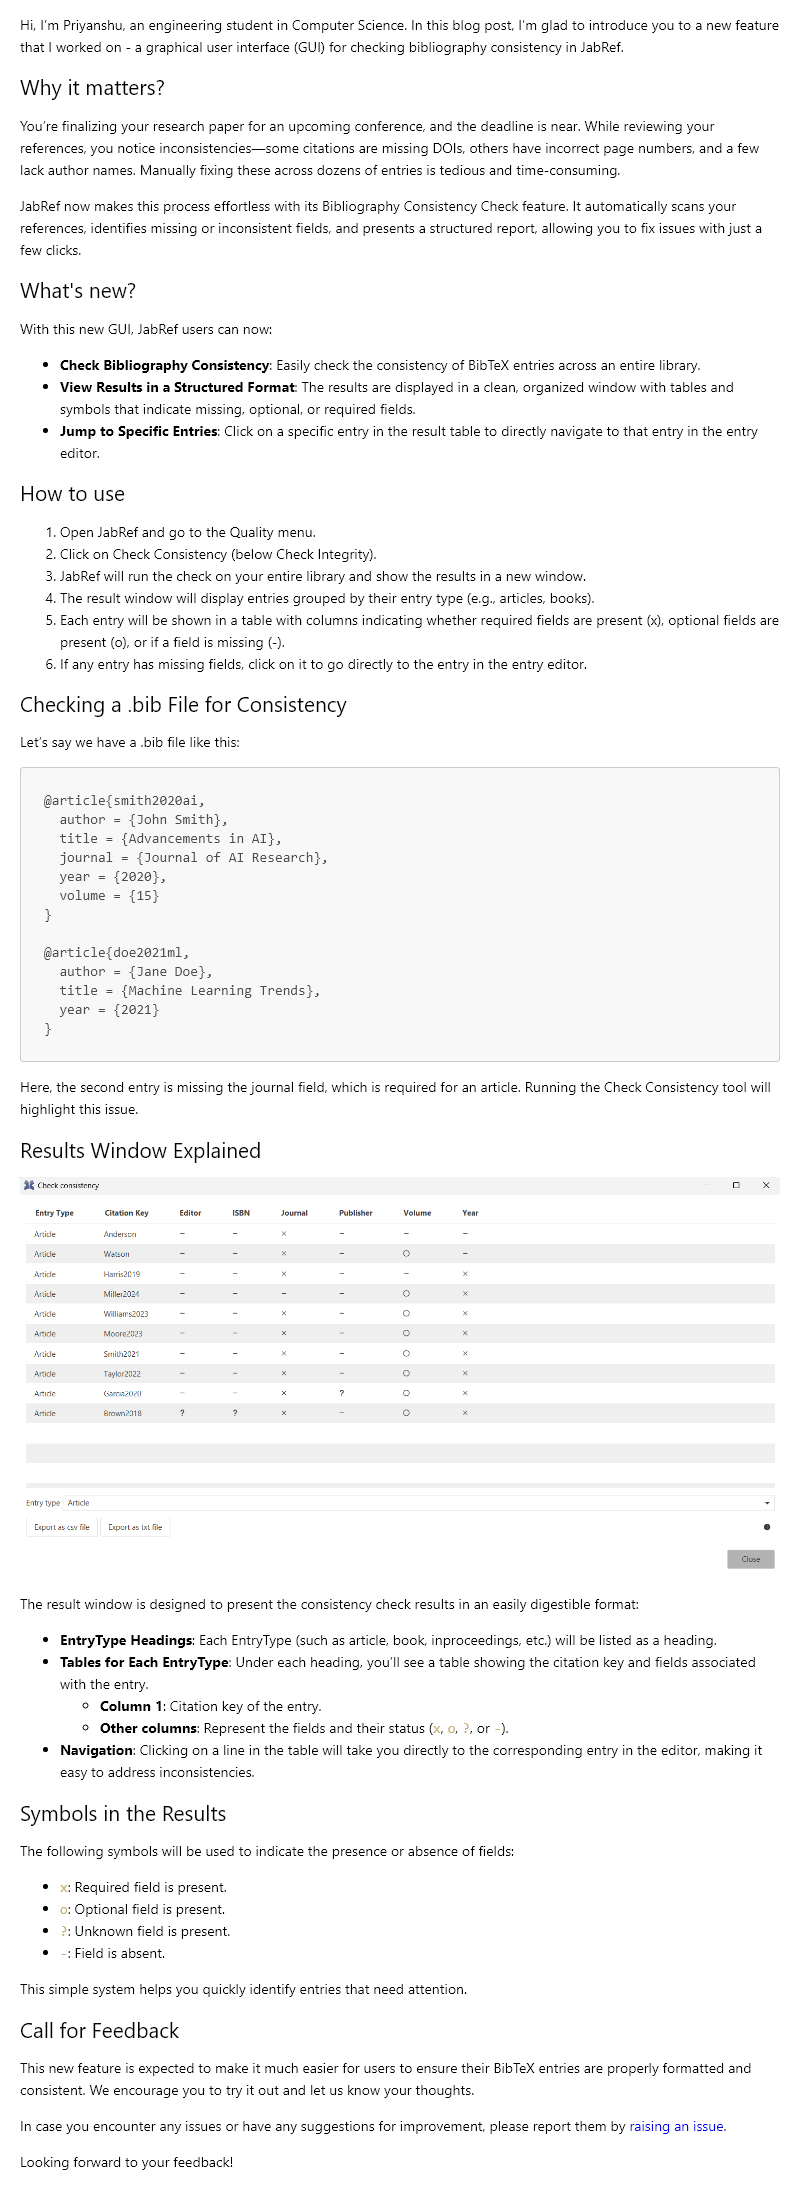 Hi, I’m Priyanshu, an engineering student in Computer Science. In this blog post, I’m glad to introduce you to a new feature
that I worked on - a graphical user interface (GUI) for checking bibliography consistency in JabRef.
Why it matters?
You’re finalizing your research paper for an upcoming conference, and the deadline is near. While reviewing your
references, you notice inconsistencies—some citations are missing DOIs, others have incorrect page numbers, and a few
lack author names. Manually fixing these across dozens of entries is tedious and time-consuming.
JabRef now makes this process effortless with its Bibliography Consistency Check feature. It automatically scans your
references, identifies missing or inconsistent fields, and presents a structured report, allowing you to fix issues with just a
few clicks.
What's new?
With this new GUI, JabRef users can now:
• Check Bibliography Consistency: Easily check the consistency of BibTeX entries across an entire library.
• View Results in a Structured Format: The results are displayed in a clean, organized window with tables and
symbols that indicate missing, optional, or required fields.
• Jump to Specific Entries: Click on a specific entry in the result table to directly navigate to that entry in the entry
editor.
How to use
1. Open JabRef and go to the Quality menu.
2. Click on Check Consistency (below Check Integrity).
3. JabRef will run the check on your entire library and show the results in a new window.
4. The result window will display entries grouped by their entry type (e.g., articles, books).
5. Each entry will be shown in a table with columns indicating whether required fields are present (x), optional fields are
present (o), or if a field is missing (-).
6. If any entry has missing fields, click on it to go directly to the entry in the entry editor.
Checking a .bib File for Consistency
Let’s say we have a .bib file like this:
@article{smith2020ai,
  author = {John Smith},
  title = {Advancements in AI},
  journal = {Journal of AI Research},
  year = {2020},
  volume = {15}
}
@article{doe2021ml,
  author = {Jane Doe},
  title = {Machine Learning Trends},
  year = {2021}
}
Here, the second entry is missing the journal field, which is required for an article. Running the Check Consistency tool will
highlight this issue.
Results Window Explained
Check consistency
Entry Type Citation Key Editor ISBN Journal Publisher Volume Year
Article Anderson – – × – – –
Article Watson – – × – ○ –
Article Harris2019 – – × – – ×
Article Miller2024 – – – – ○ ×
Article Williams2023 – – × – ○ ×
Article Moore2023 – – × – ○ ×
Article Smith2021 – – × – ○ ×
Article Taylor2022 – – × – ○ ×
Article Garcia2020 – – × ? ○ ×
Article Brown2018 ? ? × – ○ ×
Entry type Article
Export as csv file Export as txt file
Close
The result window is designed to present the consistency check results in an easily digestible format:
• EntryType Headings: Each EntryType (such as article, book, inproceedings, etc.) will be listed as a heading.
• Tables for Each EntryType: Under each heading, you’ll see a table showing the citation key and fields associated
with the entry.
◦ Column 1: Citation key of the entry.
◦ Other columns: Represent the fields and their status (x, o, ?, or -).
• Navigation: Clicking on a line in the table will take you directly to the corresponding entry in the editor, making it
easy to address inconsistencies.
Symbols in the Results
The following symbols will be used to indicate the presence or absence of fields:
• x: Required field is present.
• o: Optional field is present.
• ?: Unknown field is present.
• -: Field is absent.
This simple system helps you quickly identify entries that need attention.
Call for Feedback
This new feature is expected to make it much easier for users to ensure their BibTeX entries are properly formatted and
consistent. We encourage you to try it out and let us know your thoughts.
In case you encounter any issues or have any suggestions for improvement, please report them by raising an issue.
Looking forward to your feedback!